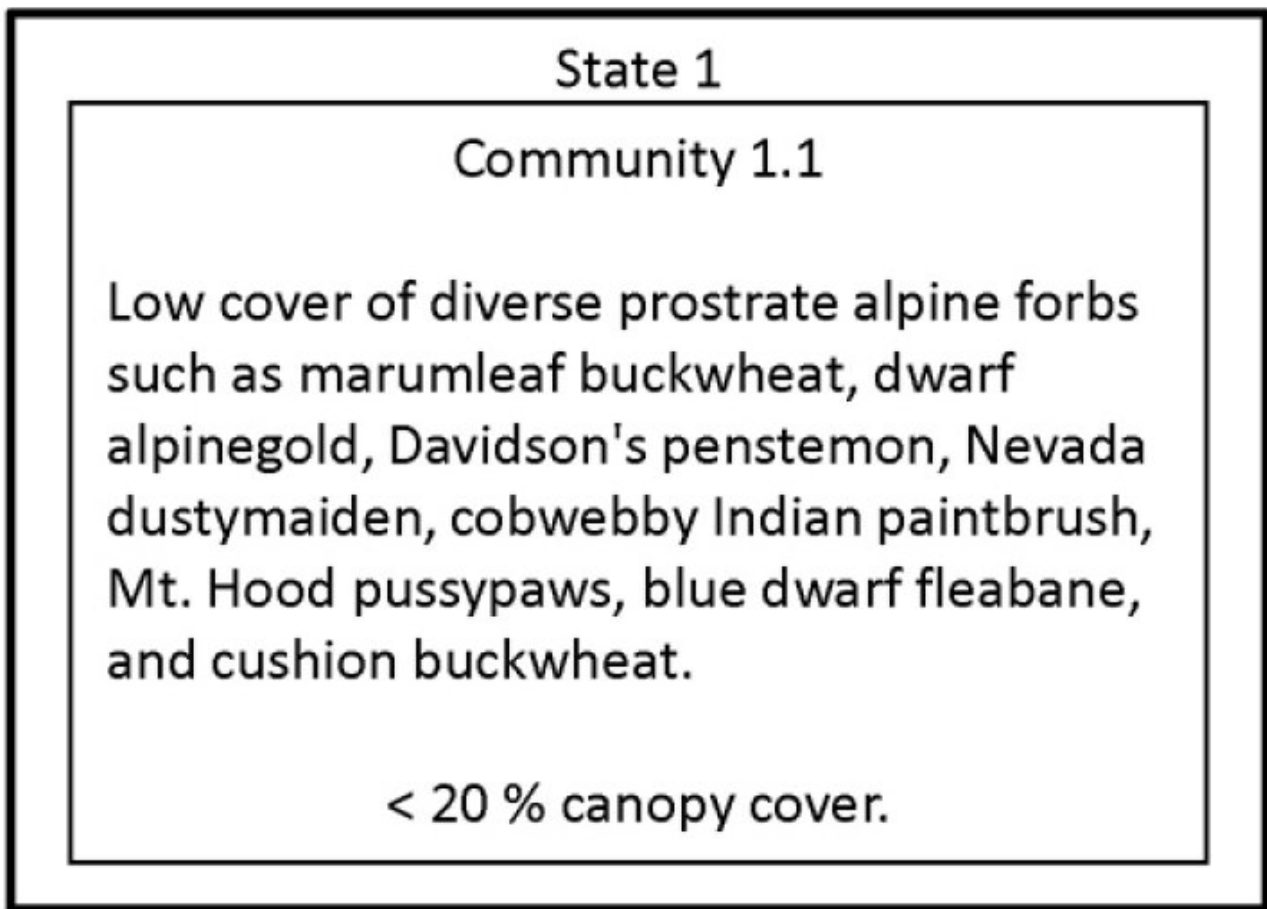 State 1
Community 1.1
Low cover of diverse prostrate alpine forbs
such as marumleaf buckwheat, dwarf
alpinegold, Davidson's penstemon, Nevada
dustymaiden, cobwebby Indian paintbrush,
Mt. Hood pussypaws, blue dwarf fleabane,
and cushion buckwheat.
< 20 % canopy cover.